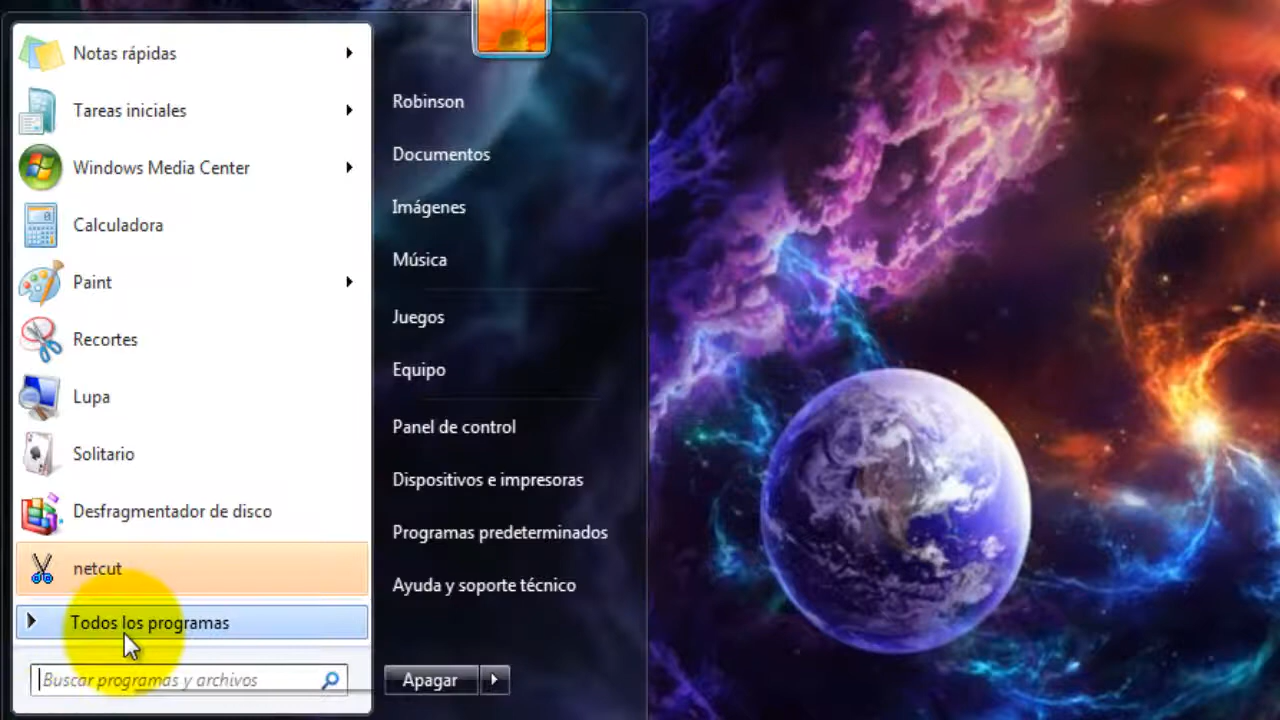 Notas rápidas
Tareas iniciales
Windows Media Center
Calculadora
Paint
Recortes
Lupa
Solitario
Desfragmentador de disco
netcut
Todos los programas
Buscar programas y archivos
Robinson
Documentos
Imágenes
Música
Juegos
Equipo
Panel de control
Dispositivos e impresoras
Programas predeterminados
Ayuda y soporte técnico
Apagar